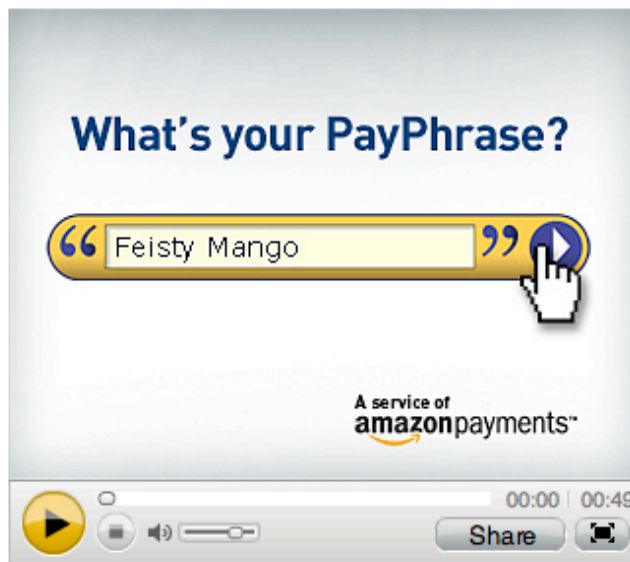 What's your PayPhrase?
“ Feisty Mango ”
A service of
amazonpayments™
00:00 | 00:49
Share